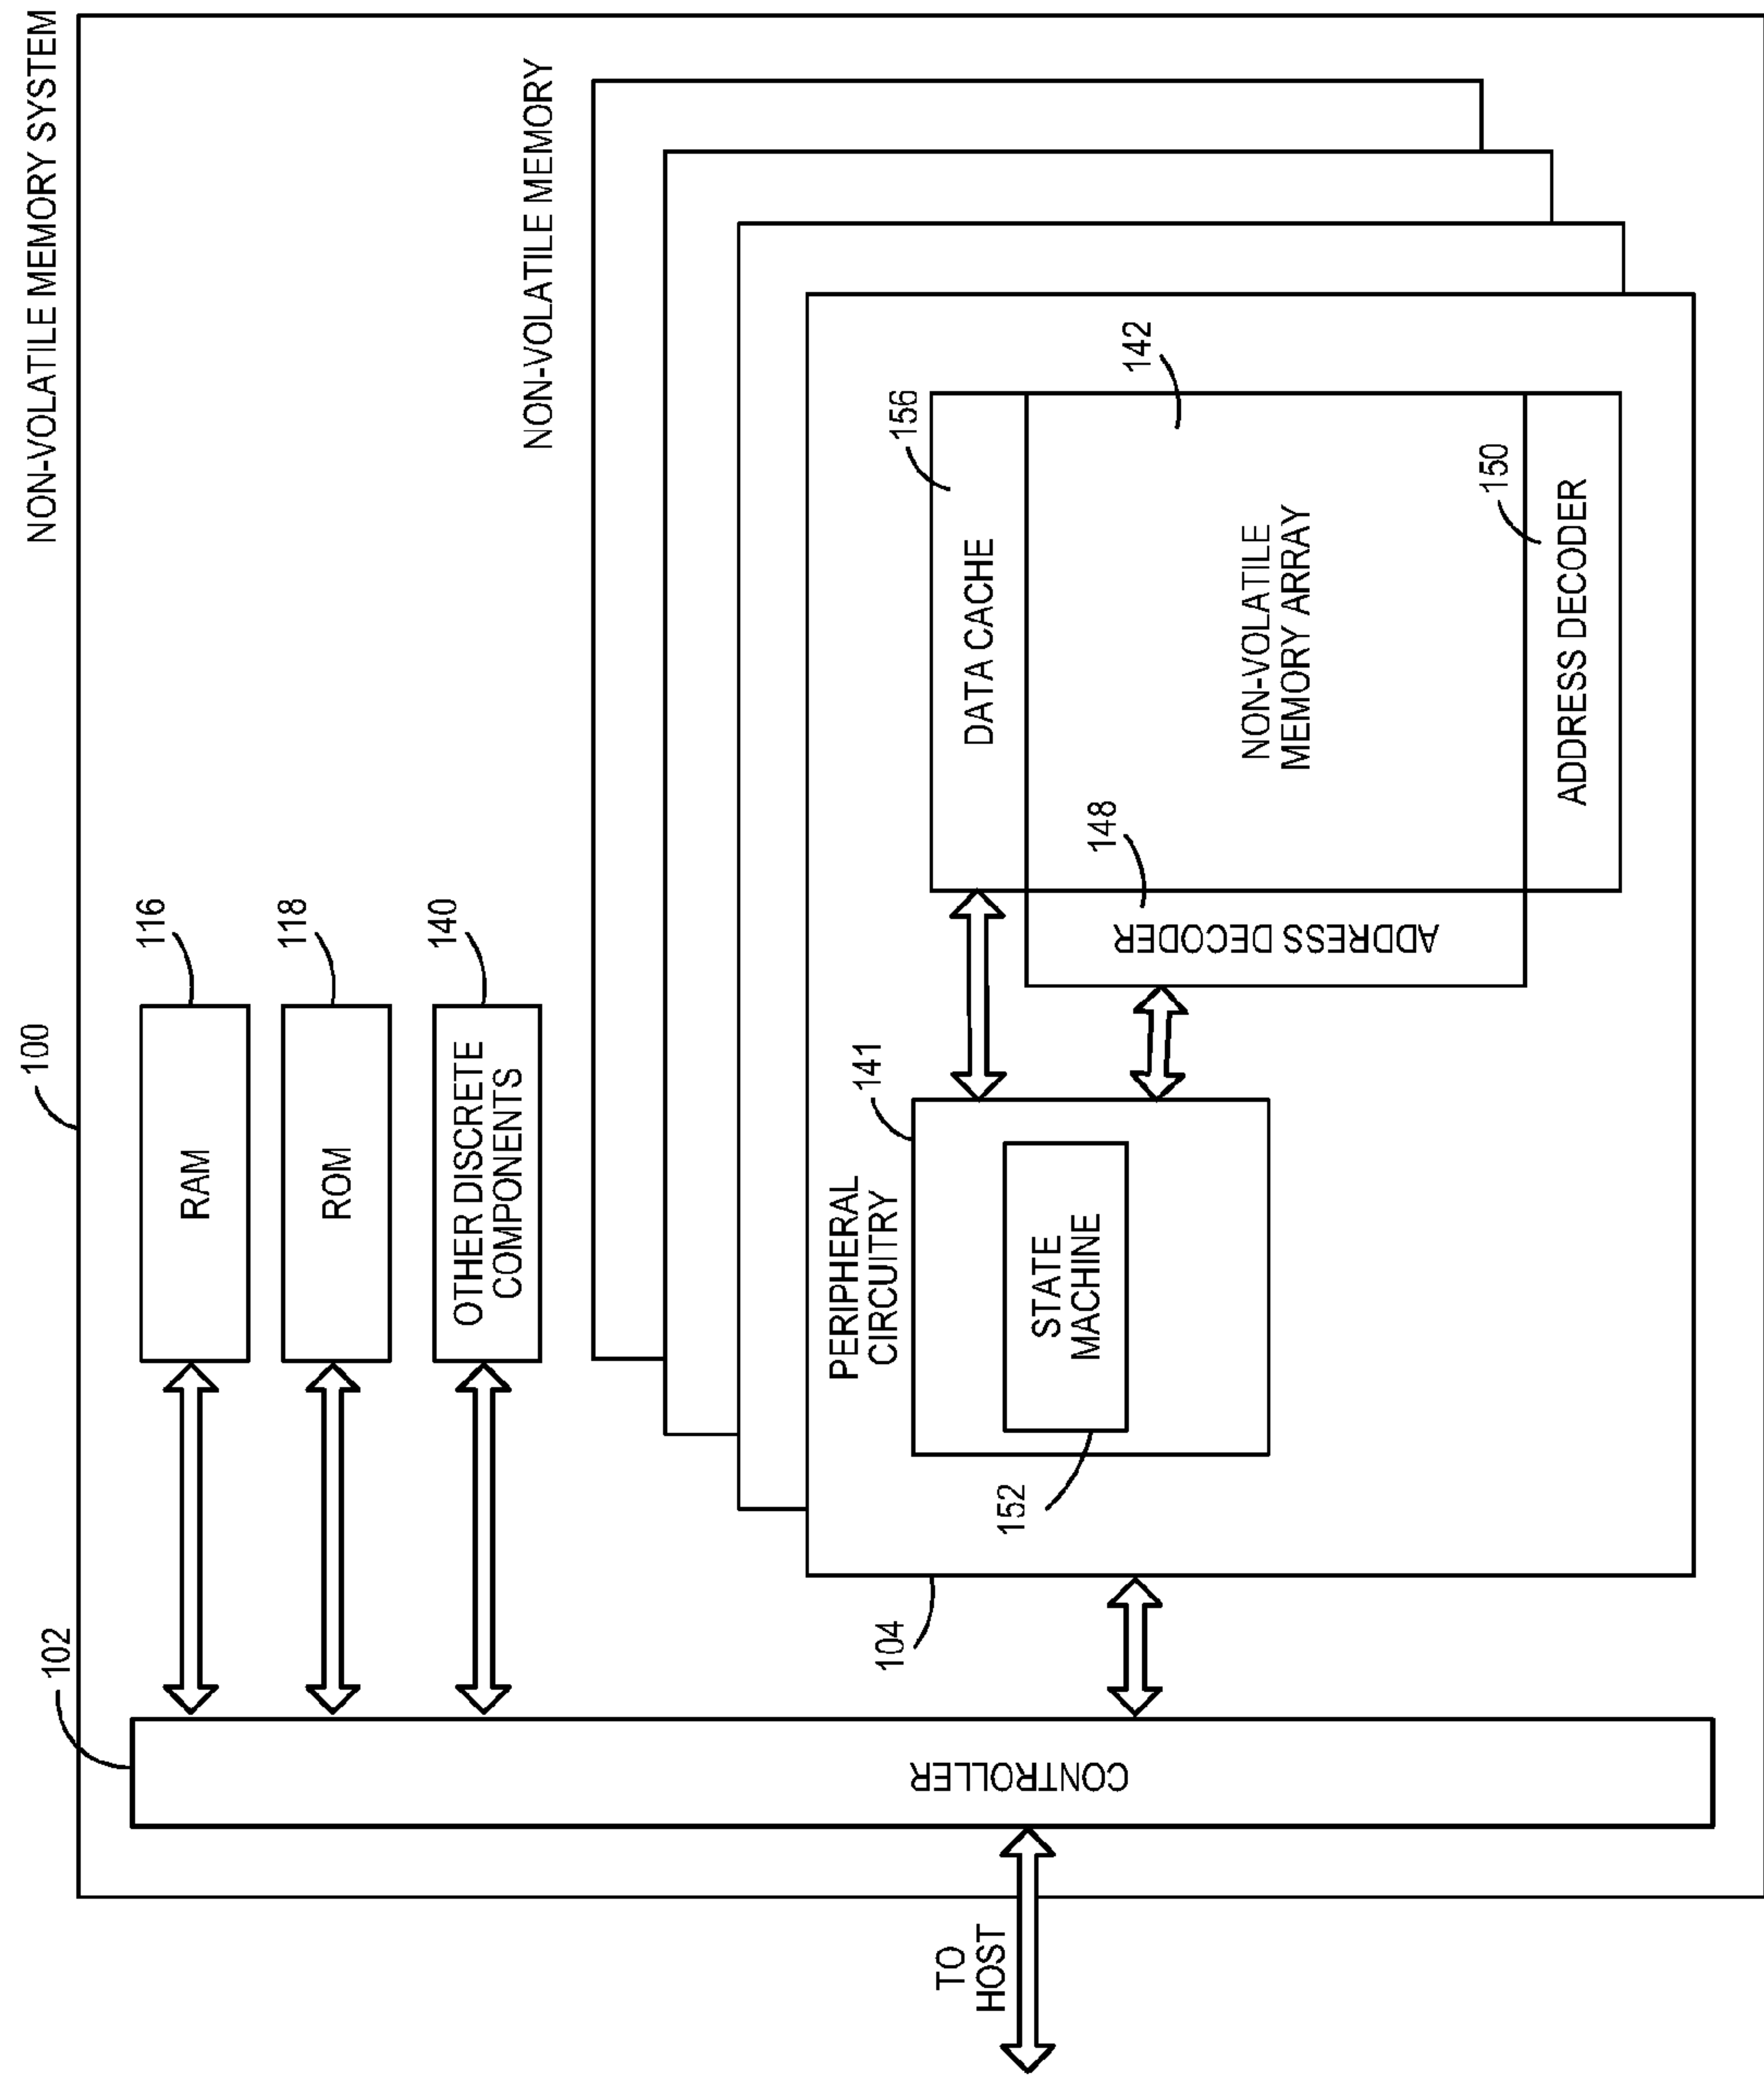 NON-VOLATILE MEMORY SYSTEM
100
102
RAM
116
ROM
118
OTHER DISCRETE
COMPONENTS
140
CONTROLLER
TO
HOST
NON-VOLATILE MEMORY
104
PERIPHERAL
CIRCUITRY
141
STATE
MACHINE
152
DATA CACHE
156
ADDRESS DECODER
148
NON-VOLATILE
MEMORY ARRAY
142
ADDRESS DECODER
150